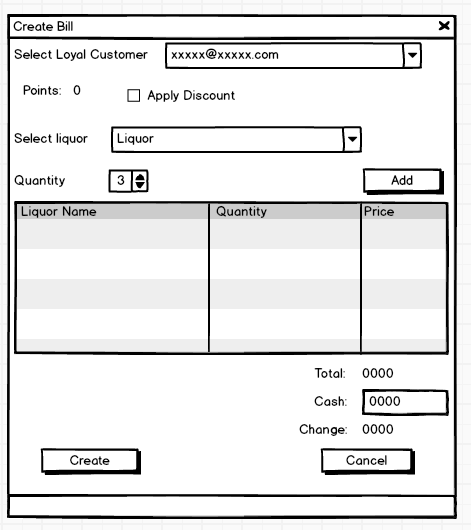 Create Bill
Select Loyal Customer xxxxx@xxxxx.com
Points: 0 Apply Discount
Select liquor Liquor
Quantity 3 Add
Liquor Name Quantity Price
Total: 0000
Cash: 0000
Change: 0000
Create Cancel